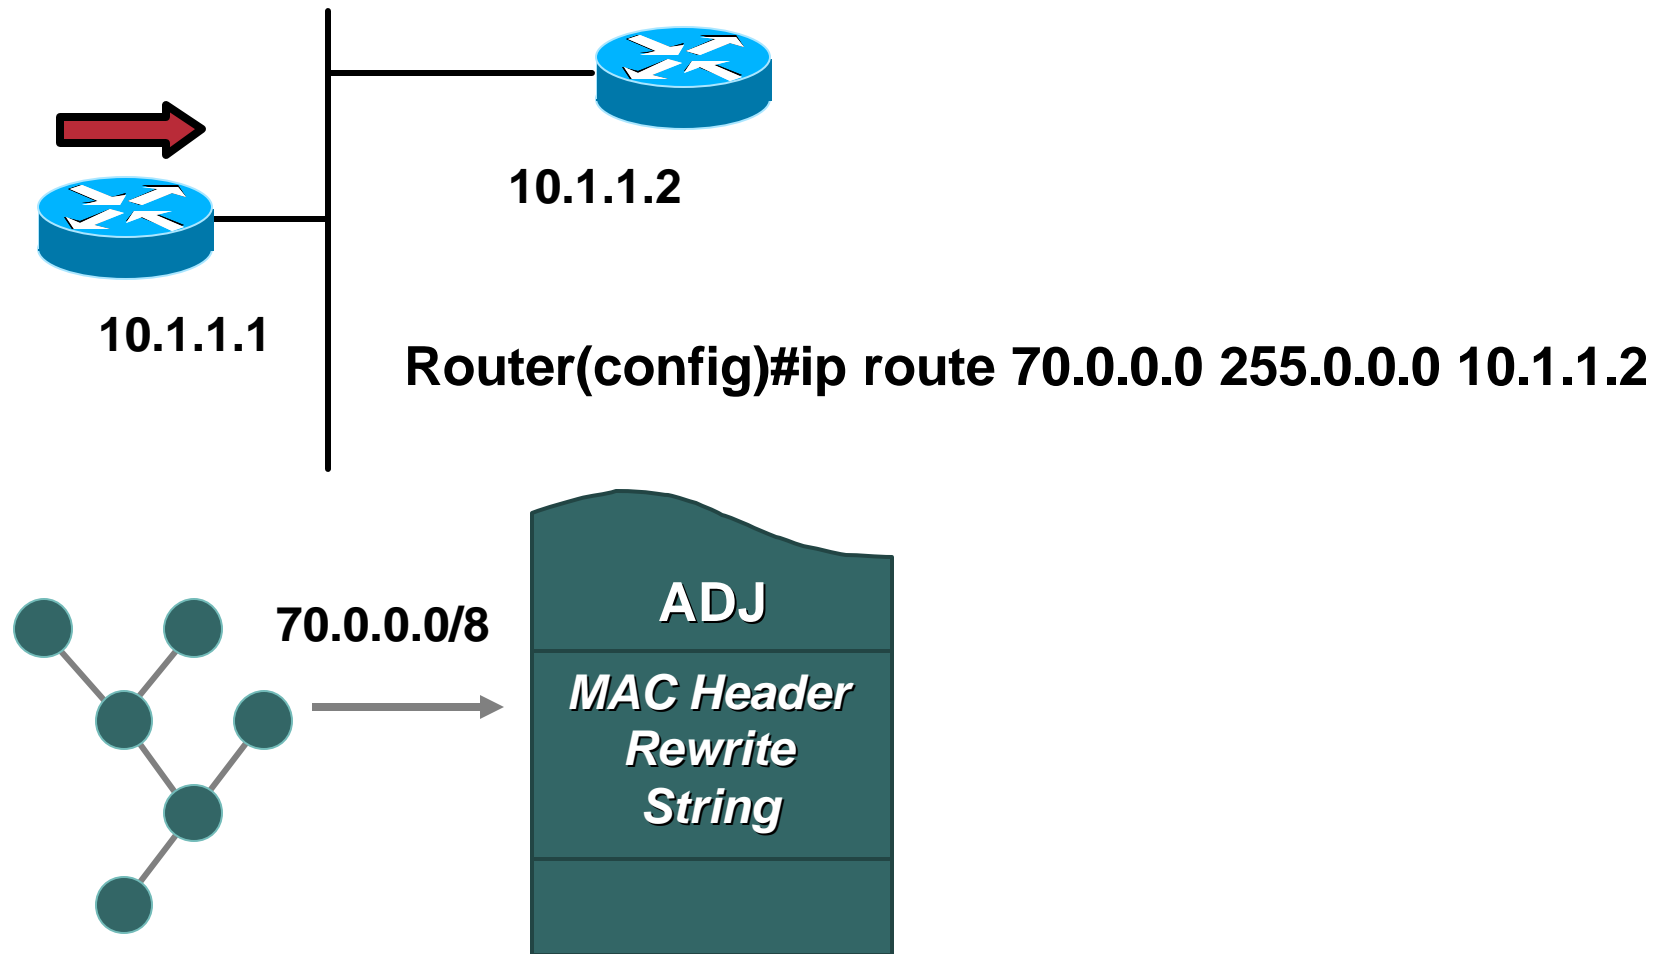 10.1.1.2
10.1.1.1
Router(config)#ip route 70.0.0.0 255.0.0.0 10.1.1.2
70.0.0.0/8
ADJ
MAC Header
Rewrite
String